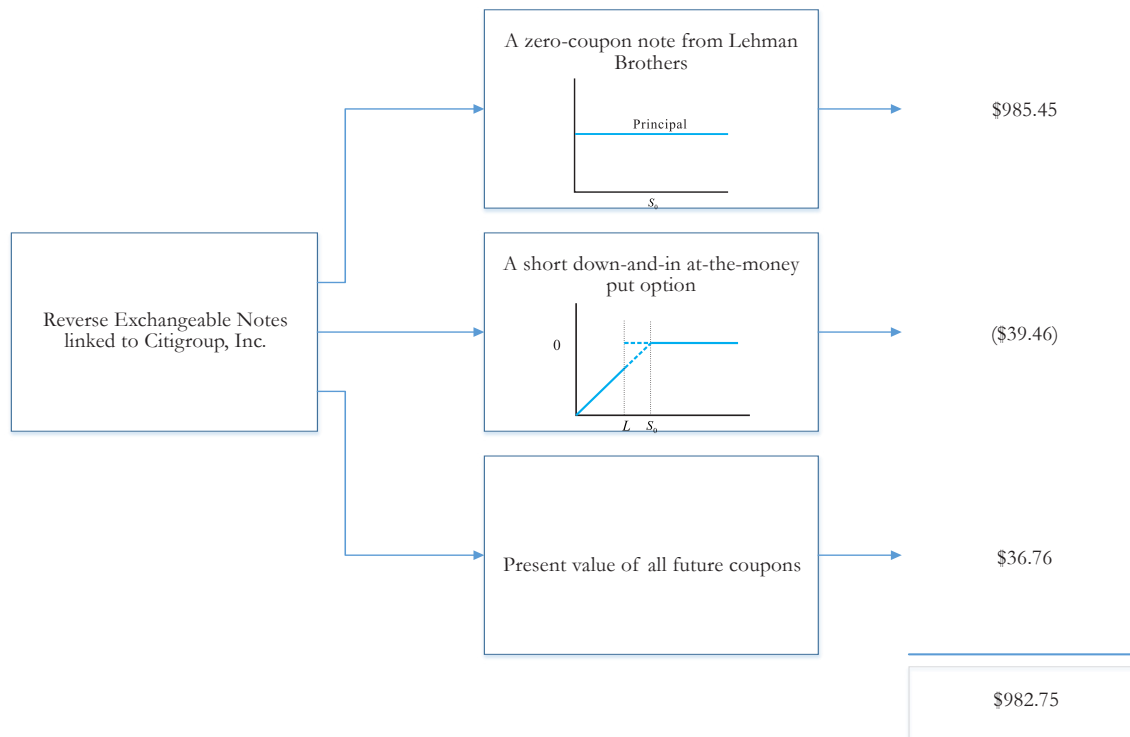 A zero-coupon note from Lehman
Brothers
Principal
S₀
$985.45
Reverse Exchangeable Notes
linked to Citigroup, Inc.
A short down-and-in at-the-money
put option
0
L S₀
($39.46)
Present value of all future coupons
$36.76
$982.75